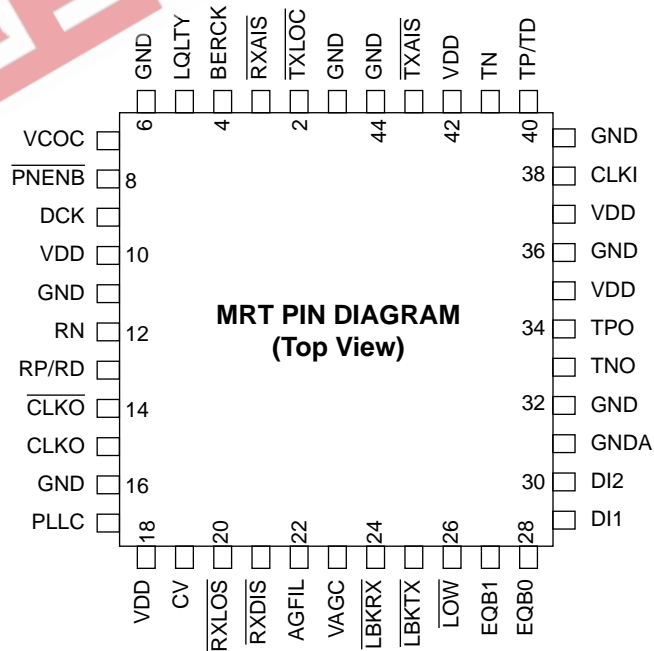 GND
LQLTY
BERCK
RXAIS
TXLOC
GND
GND
TXAIS
VDD
TN
TP/TD
6
4
2
44
42
40
VCOC
PNENB 8
DCK
VDD 10
GND
RN 12
RP/RD
CLKO 14
CLKO
GND 16
PLLC
MRT PIN DIAGRAM
(Top View)
GND
38 CLKI
VDD
36 GND
VDD
34 TPO
TNO
32 GND
GNDA
30 DI2
DI1
18
20
22
24
26
28
VDD
CV
RXLOS
RXDIS
AGFIL
VAGC
LBKRX
LBKTX
LOW
EQB1
EQB0